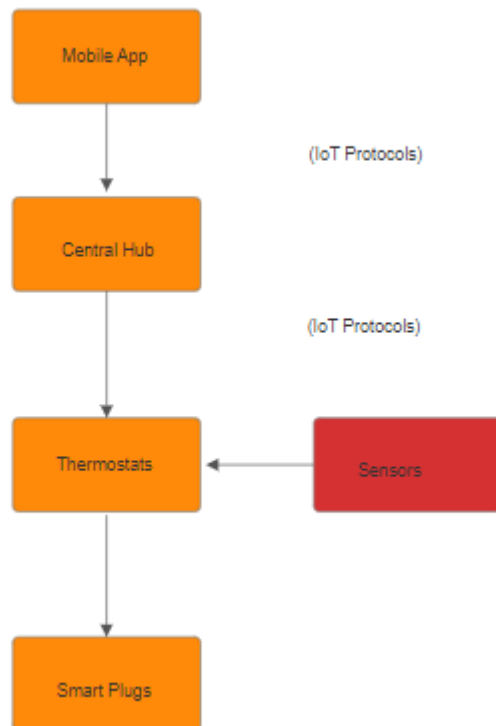 Mobile App
(IoT Protocols)
Central Hub
(IoT Protocols)
Thermostats
Sensors
Smart Plugs